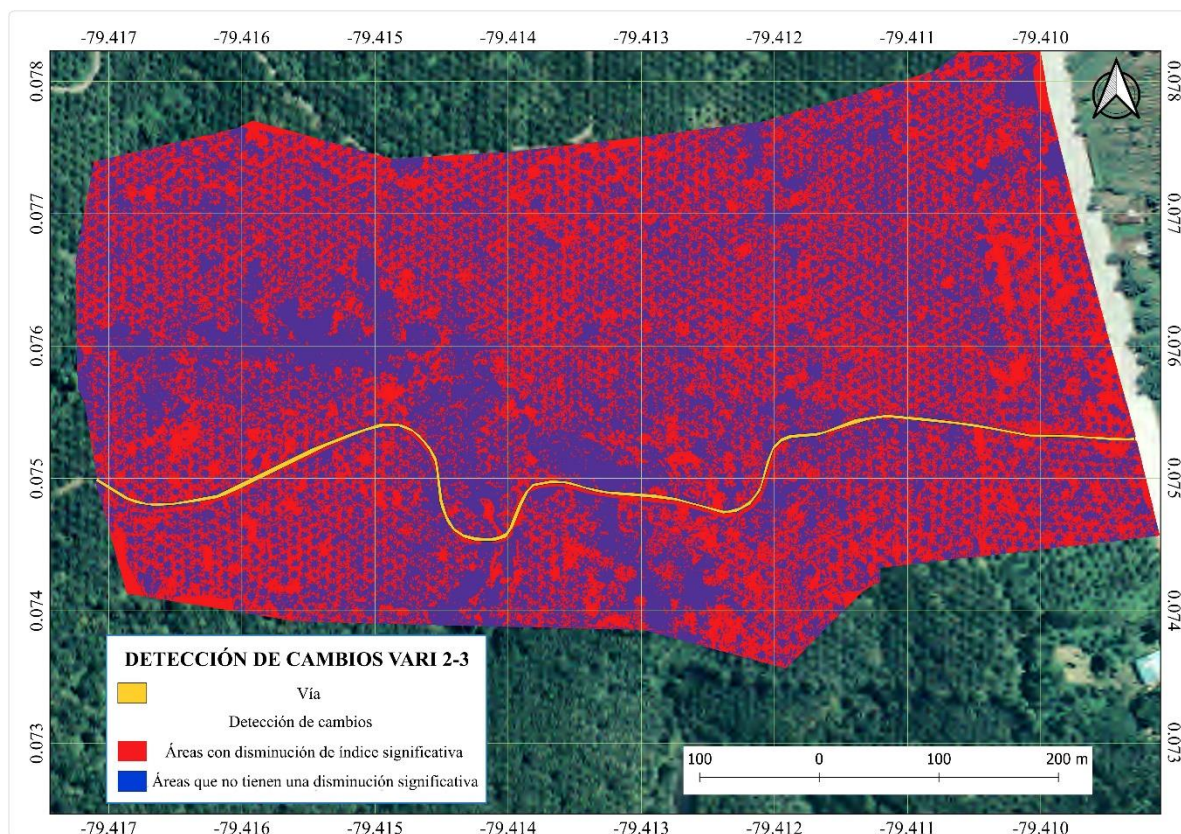 -79.417 -79.416 -79.415 -79.414 -79.413 -79.412 -79.411 -79.410
0.078
0.077
0.076
0.075
0.074
0.073
0.078
0.077
0.076
0.075
0.074
0.073
DETECCIÓN DE CAMBIOS VARI 2-3
Vía
Detección de cambios
Áreas con disminución de índice significativa
Áreas que no tienen una disminución significativa
100 0 100 200 m
-79.417 -79.416 -79.415 -79.414 -79.413 -79.412 -79.411 -79.410